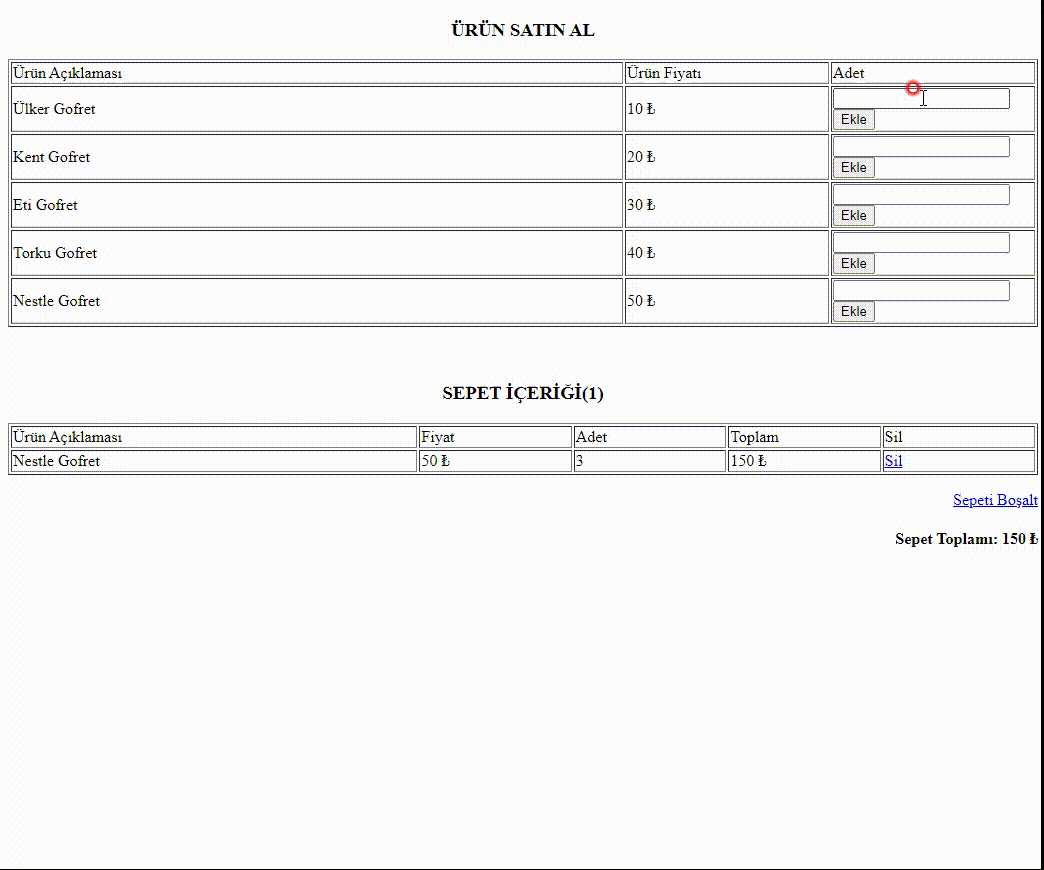 ÜRÜN SATIN AL
Ürün Açıklaması Ürün Fiyatı Adet
Ülker Gofret 10 ₺
Ekle
Kent Gofret 20 ₺
Ekle
Eti Gofret 30 ₺
Ekle
Torku Gofret 40 ₺
Ekle
Nestle Gofret 50 ₺
Ekle
SEPET İÇERİĞİ(1)
Ürün Açıklaması Fiyat Adet Toplam Sil
Nestle Gofret 50 ₺ 3 150 ₺ Sil
Sepeti Boşalt
Sepet Toplamı: 150 ₺